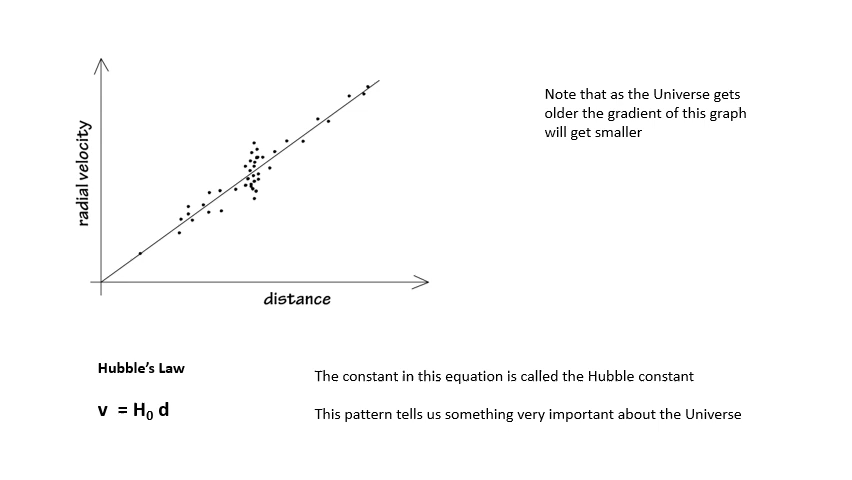 Note that as the Universe gets
older the gradient of this graph
will get smaller
radial velocity
distance
Hubble's Law
The constant in this equation is called the Hubble constant
v = H₀ d
This pattern tells us something very important about the Universe